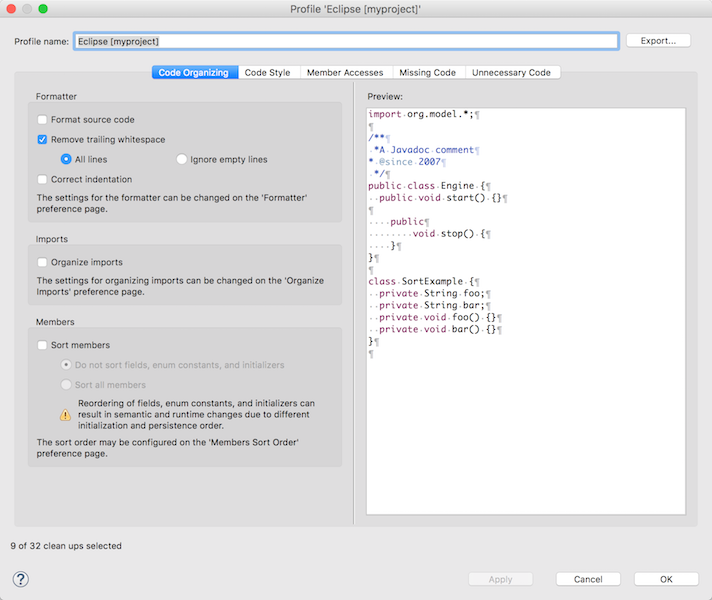 Profile 'Eclipse [myproject]'
Profile name: Eclipse [myproject] Export...
Code Organizing Code Style Member Accesses Missing Code Unnecessary Code
Formatter
Format source code
Remove trailing whitespace
All lines Ignore empty lines
Correct indentation
The settings for the formatter can be changed on the 'Formatter'
preference page.
Imports
Organize imports
The settings for organizing imports can be changed on the 'Organize
Imports' preference page.
Members
Sort members
Do not sort fields, enum constants, and initializers
Sort all members
Reordering of fields, enum constants, and initializers can
result in semantic and runtime changes due to different
initialization and persistence order.
The sort order may be configured on the 'Members Sort Order'
preference page.
Preview:
import·org.model.*;¶
¶
/**¶
·*A·Javadoc·comment¶
*·@since·2007¶
·*/¶
public·class·Engine·{¶
··public·void·start()·{}¶
¶
····public¶
········void·stop()·{¶
····}¶
}¶
¶
class·SortExample·{¶
··private·String·foo;¶
··private·String·bar;¶
··private·void·foo()·{}¶
··private·void·bar()·{}¶
}¶
¶
9 of 32 clean ups selected
? Apply Cancel OK